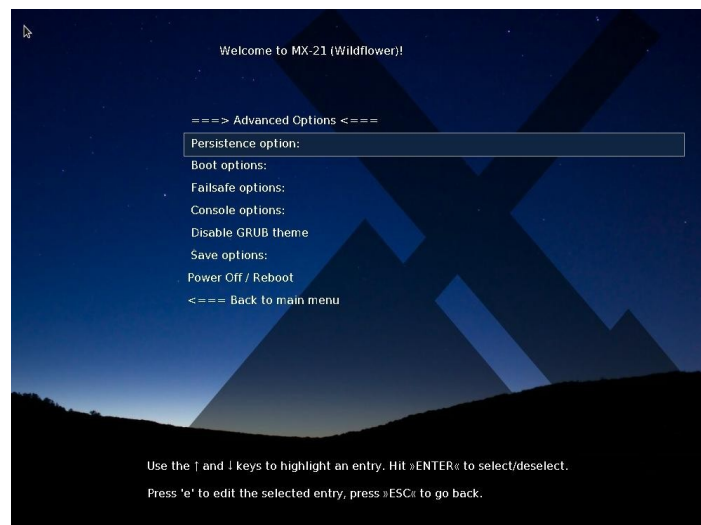 Welcome to MX-21 (Wildflower)!
===> Advanced Options <===
Persistence option:
Boot options:
Failsafe options:
Console options:
Disable GRUB theme
Save options:
Power Off / Reboot
<=== Back to main menu
Use the ↑ and ↓ keys to highlight an entry. Hit »ENTER« to select/deselect.
Press 'e' to edit the selected entry, press »ESC« to go back.